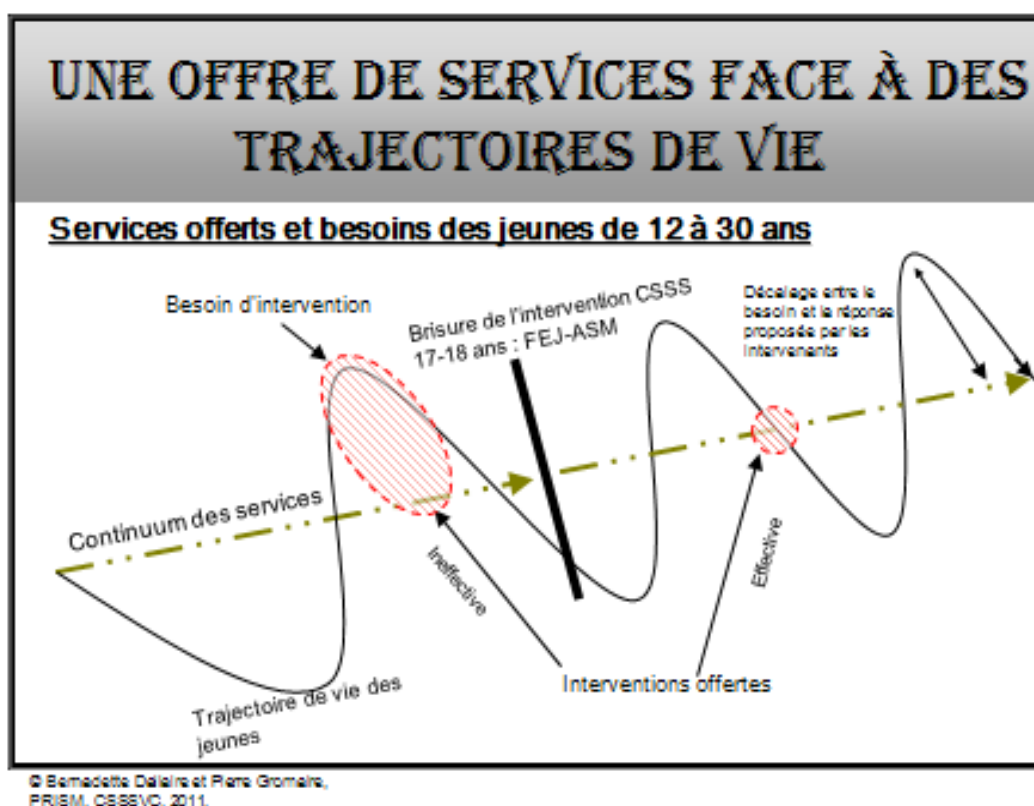 UNE OFFRE DE SERVICES FACE À DES
TRAJECTOIRES DE VIE
Services offerts et besoins des jeunes de 12 à 30 ans
Besoin d'intervention
Brisure de l'intervention CSSS
17-18 ans : FEJ-ASM
Décalage entre le
besoin et la réponse
proposée par les
intervenants
Continuum des services
Ineffective
Effective
Trajectoire de vie des
jeunes
Interventions offertes
© Bernadette Dallaire et Pierre Gromaire,
PRISM, CSSSVC, 2011.